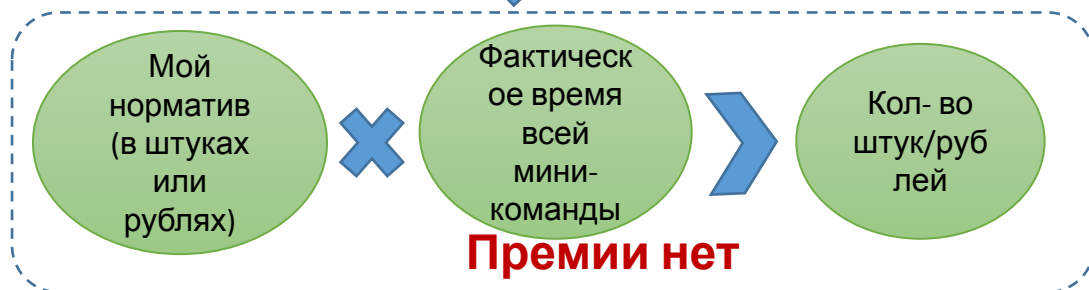 Мой
норматив
(в штуках
или
рублях)
Фактическ
ое время
всей
мини-
команды
Кол- во
штук/руб
лей
Премии нет